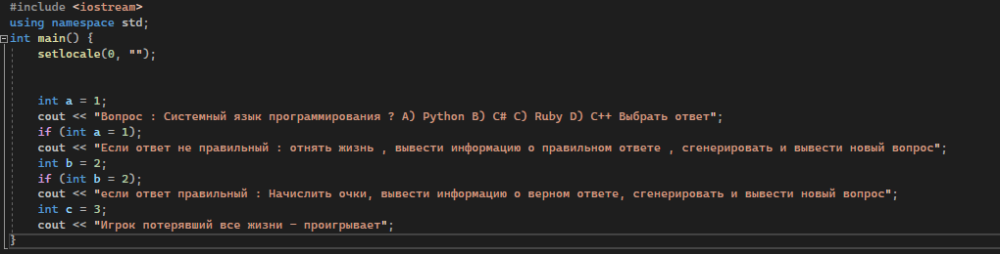 #include <iostream>
using namespace std;
int main() {
setlocale(0, "");
int a = 1;
cout << "Вопрос : Системный язык программирования ? A) Python B) C# C) Ruby D) C++ Выбрать ответ";
if (int a = 1);
cout << "Если ответ не правильный : отнять жизнь , вывести информацию о правильном ответе , сгенерировать и вывести новый вопрос";
int b = 2;
if (int b = 2);
cout << "если ответ правильный : Начислить очки, вывести информацию о верном ответе, сгенерировать и вывести новый вопрос";
int c = 3;
cout << "Игрок потерявший все жизни - проигрывает";
}